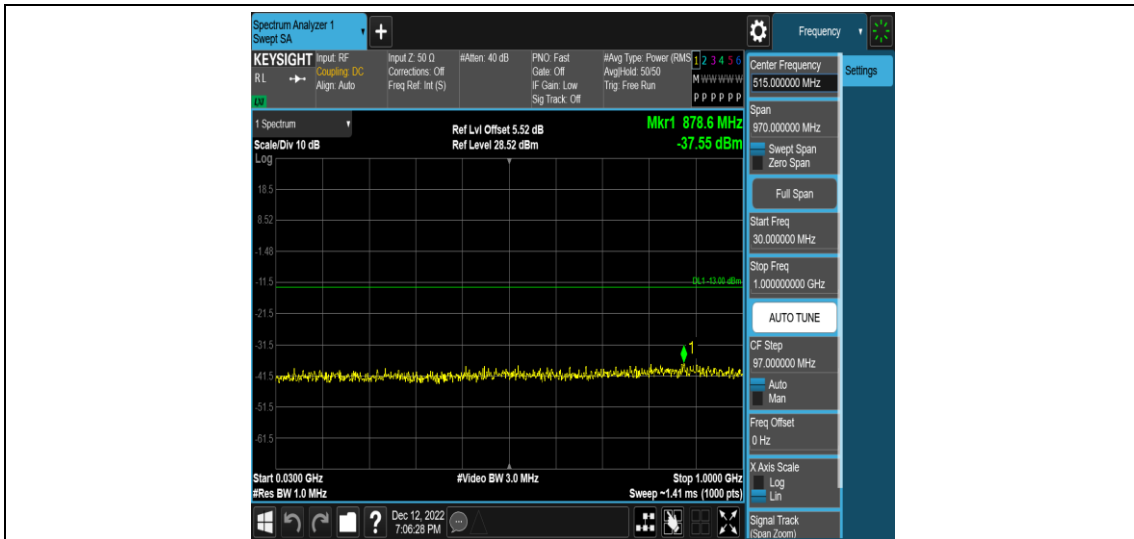 Spectrum Analyzer 1
Swept SA
+
Frequency
KEYSIGHT
RL
Input: RF
Coupling: DC
Align: Auto
Input Z: 50 Ω
Corrections: Off
Freq Ref: Int (S)
#Atten: 40 dB
PNO: Fast
Gate: Off
IF Gain: Low
Sig Track: Off
#Avg Type: Power (RMS
Avg|Hold: 50/50
Trig: Free Run
1 2 3 4 5 6
M W W W W W
P P P P P P
1 Spectrum
Scale/Div 10 dB
Log
Ref Lvl Offset 5.52 dB
Ref Level 28.52 dBm
Mkr1 878.6 MHz
-37.55 dBm
18.5
8.52
-1.48
-11.5
DL1 -13.00 dBm
-21.5
-31.5
1
-41.5
-51.5
-61.5
Start 0.0300 GHz
#Res BW 1.0 MHz
#Video BW 3.0 MHz
Stop 1.0000 GHz
Sweep ~1.41 ms (1000 pts)
Center Frequency
515.000000 MHz
Settings
Span
970.000000 MHz
Swept Span
Zero Span
Full Span
Start Freq
30.000000 MHz
Stop Freq
1.000000000 GHz
AUTO TUNE
CF Step
97.000000 MHz
Auto
Man
Freq Offset
0 Hz
X Axis Scale
Log
Lin
Signal Track
(Span Zoom)
?
Dec 12, 2022
7:06:28 PM